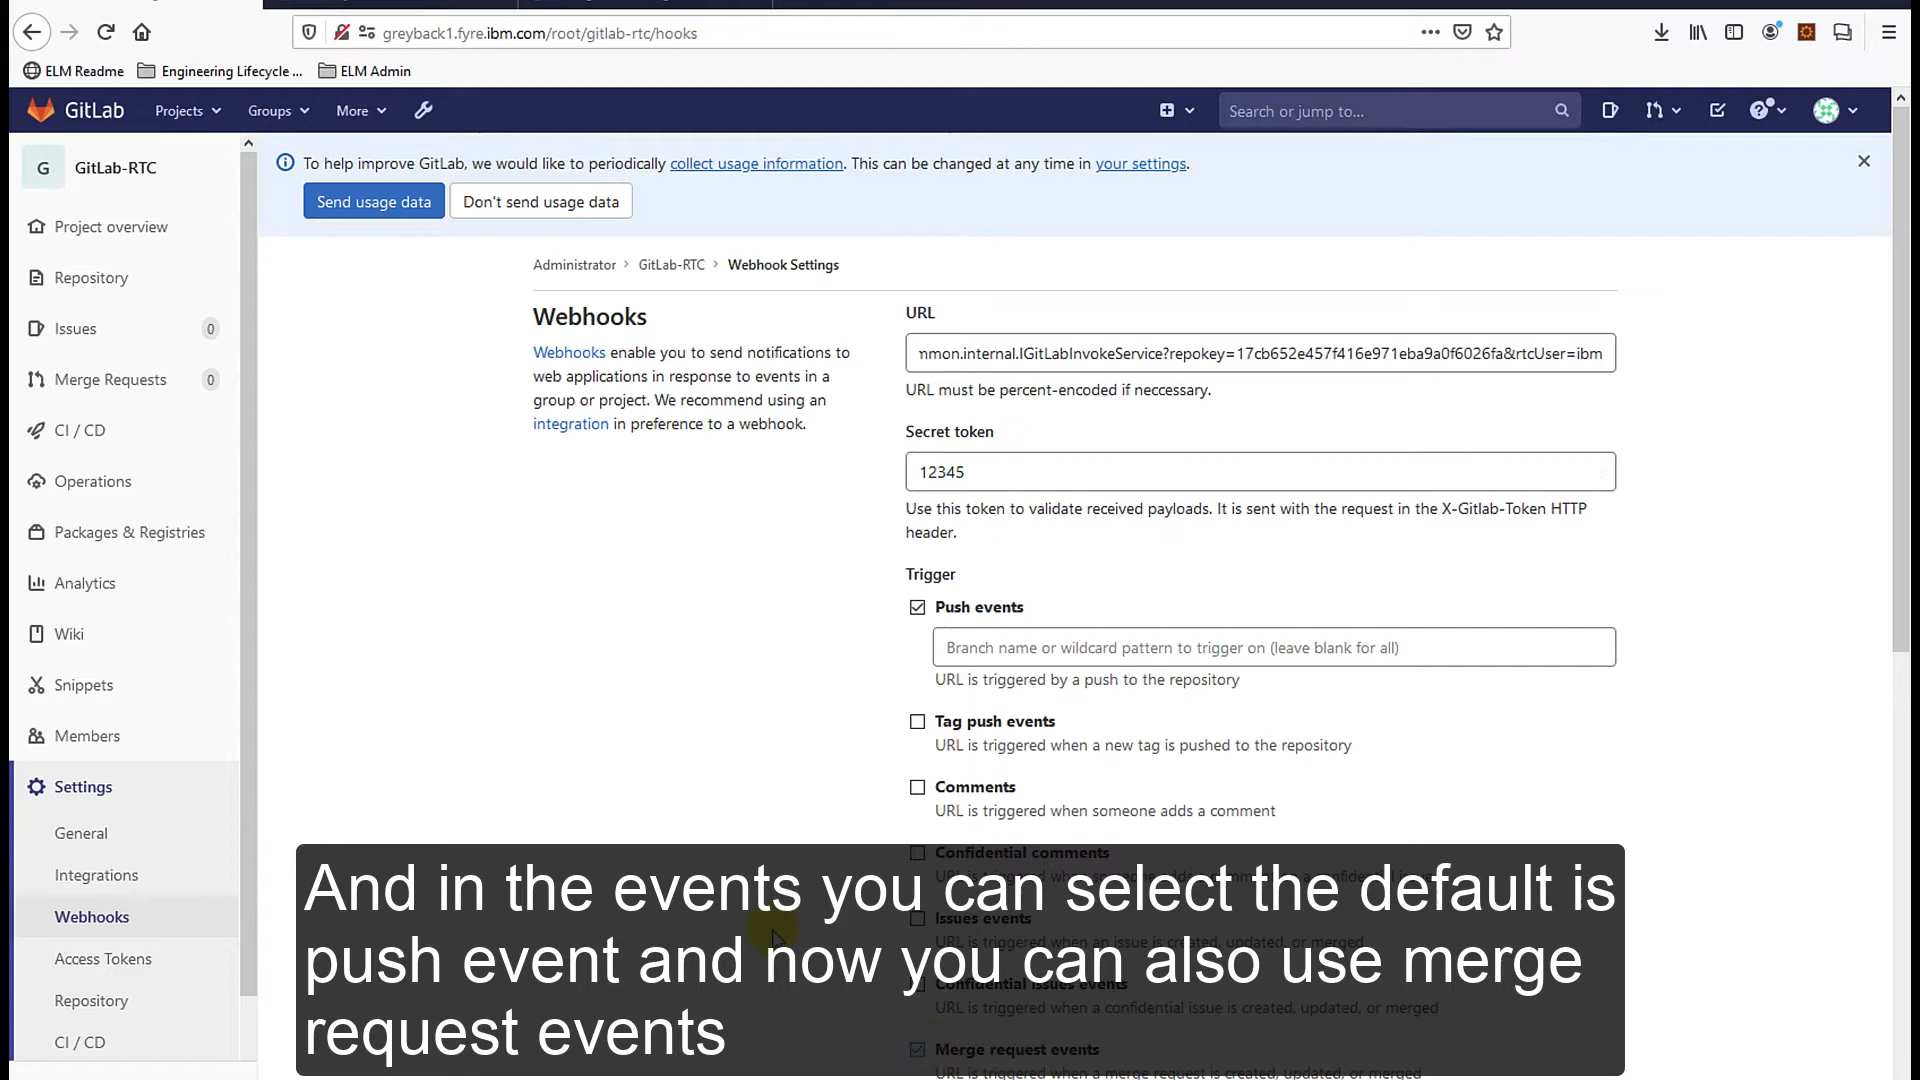 greyback1.fyre.ibm.com/root/gitlab-rtc/hooks
ELM Readme Engineering Lifecycle ... ELM Admin
GitLab Projects Groups More Search or jump to...
G GitLab-RTC
Project overview
Repository
Issues 0
Merge Requests 0
CI / CD
Operations
Packages & Registries
Analytics
Wiki
Snippets
Members
Settings
General
Integrations
Webhooks
Access Tokens
Repository
CI / CD
To help improve GitLab, we would like to periodically collect usage information. This can be changed at any time in your settings.
Send usage data Don't send usage data
Administrator > GitLab-RTC > Webhook Settings
Webhooks
Webhooks enable you to send notifications to
web applications in response to events in a
group or project. We recommend using an
integration in preference to a webhook.
URL
nmon.internal.IGitLabInvokeService?repokey=17cb652e457f416e971eba9a0f6026fa&rtcUser=ibm
URL must be percent-encoded if neccessary.
Secret token
12345
Use this token to validate received payloads. It is sent with the request in the X-Gitlab-Token HTTP
header.
Trigger
Push events
Branch name or wildcard pattern to trigger on (leave blank for all)
URL is triggered by a push to the repository
Tag push events
URL is triggered when a new tag is pushed to the repository
Comments
URL is triggered when someone adds a comment
Confidential comments
Issues events
URL is triggered when an issue is created, updated, or merged
Confidential issues events
URL is triggered when a confidential issue is created, updated, or merged
Merge request events
URL is triggered when a merge request is created, updated, or merged
And in the events you can select the default is
push event and now you can also use merge
request events